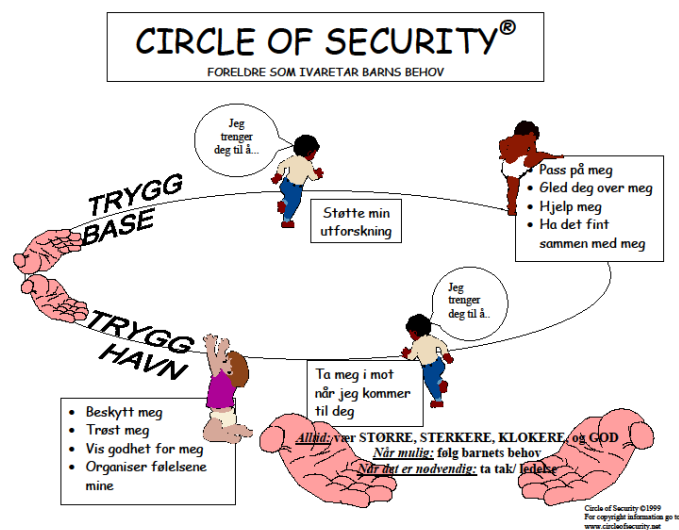 CIRCLE OF SECURITY®
FORELDRE SOM IVARETAR BARNS BEHOV
Jeg
trenger
deg til å...
TRYGG
BASE
Støtte min
utforskning
• Pass på meg
• Gled deg over meg
• Hjelp meg
• Ha det fint
sammen med meg
Jeg
trenger
deg til å..
TRYGG
HAVN
Ta meg i mot
når jeg kommer
til deg
• Beskytt meg
• Trøst meg
• Vis godhet for meg
• Organiser følelsene
mine
Alltid: vær STØRRE, STERKERE, KLOKERE, og GOD
Når mulig: følg barnets behov
Når det er nødvendig: ta tak/ ledelse
Circle of Security ©1999
For copyright information go to
www.circleofsecurity.net